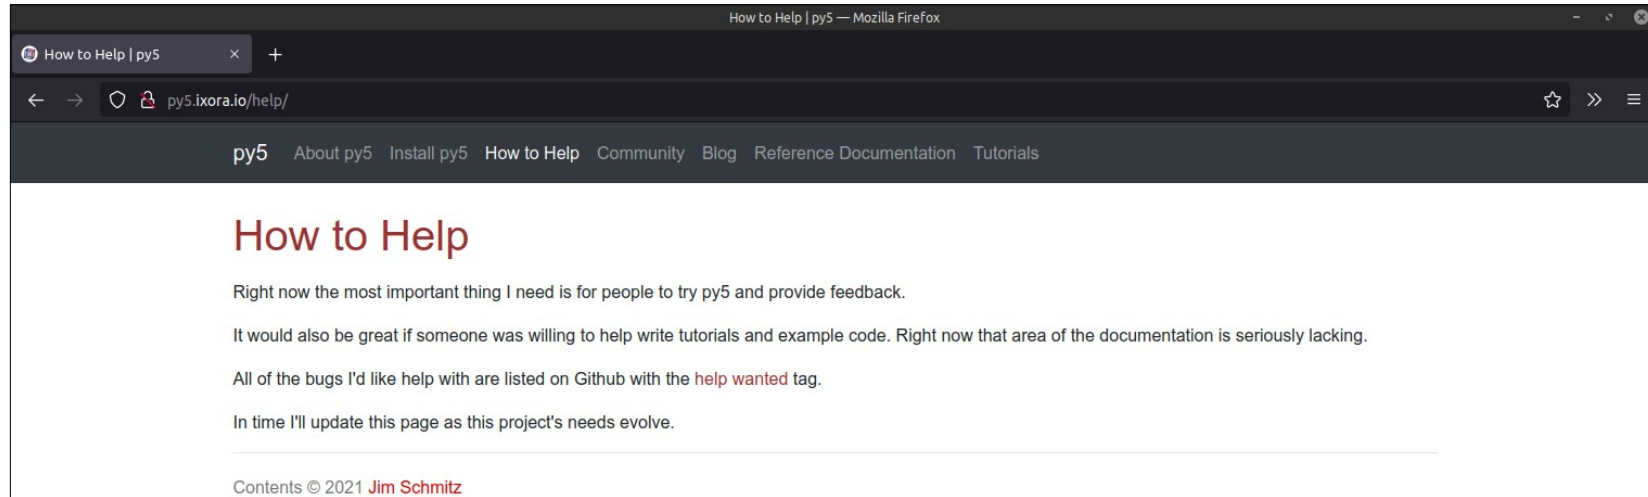 How to Help | py5 — Mozilla Firefox
How to Help | py5
py5.ixora.io/help/
py5 About py5 Install py5 How to Help Community Blog Reference Documentation Tutorials
How to Help
Right now the most important thing I need is for people to try py5 and provide feedback.
It would also be great if someone was willing to help write tutorials and example code. Right now that area of the documentation is seriously lacking.
All of the bugs I'd like help with are listed on Github with the help wanted tag.
In time I'll update this page as this project's needs evolve.
Contents © 2021 Jim Schmitz